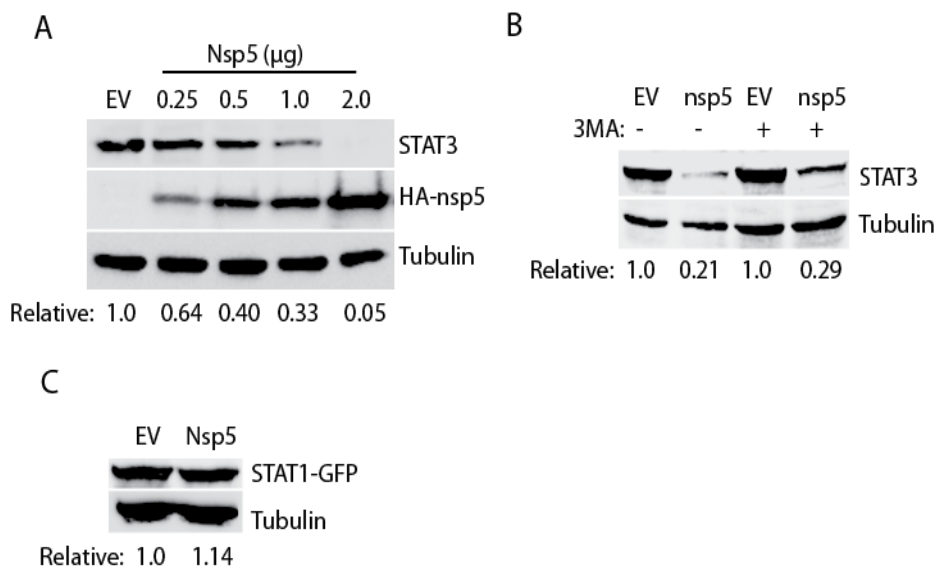 A
Nsp5 (µg)
EV 0.25 0.5 1.0 2.0
STAT3
HA-nsp5
Tubulin
Relative: 1.0 0.64 0.40 0.33 0.05
B
EV nsp5 EV nsp5
3MA: - - + +
STAT3
Tubulin
Relative: 1.0 0.21 1.0 0.29
C
EV Nsp5
STAT1-GFP
Tubulin
Relative: 1.0 1.14